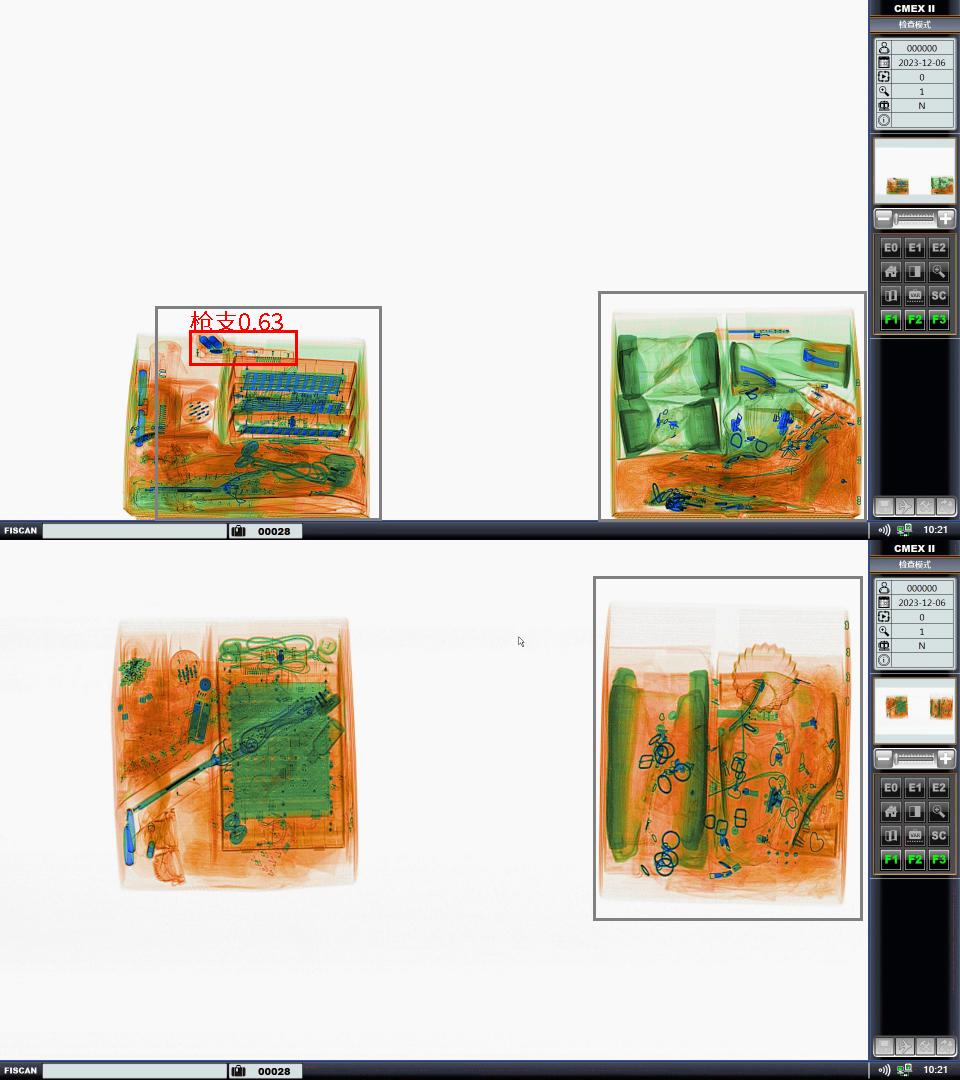 CMEX II
检查模式
000000
2023-12-06
0
1
N
枪支0.63
E0 E1 E2
VAR SC
F1 F2 F3
FISCAN 00028 10:21
CMEX II
检查模式
000000
2023-12-06
0
1
N
E0 E1 E2
VAR SC
F1 F2 F3
FISCAN 00028 10:21